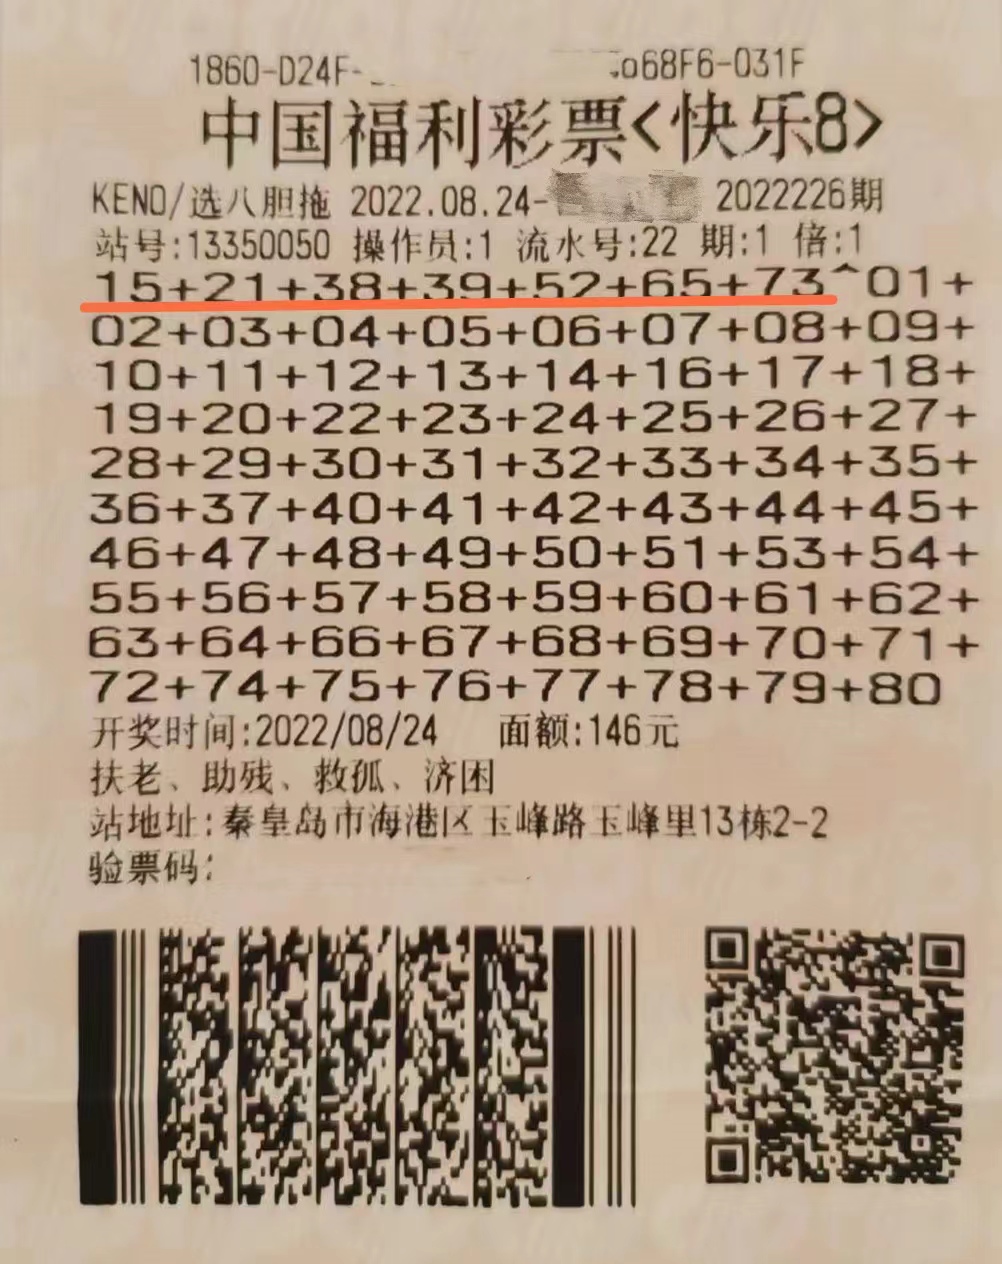 1860-D24F- 68F6-031F
中国福利彩票<快乐8>
KENO/选八胆拖 2022.08.24- 2022226期
站号:13350050 操作员:1 流水号:22 期:1 倍:1
15+21+38+39+52+65+73^01+
02+03+04+05+06+07+08+09+
10+11+12+13+14+16+17+18+
19+20+22+23+24+25+26+27+
28+29+30+31+32+33+34+35+
36+37+40+41+42+43+44+45+
46+47+48+49+50+51+53+54+
55+56+57+58+59+60+61+62+
63+64+66+67+68+69+70+71+
72+74+75+76+77+78+79+80
开奖时间:2022/08/24 面额:146元
扶老、助残、救孤、济困
站地址:秦皇岛市海港区玉峰路玉峰里13栋2-2
验票码: